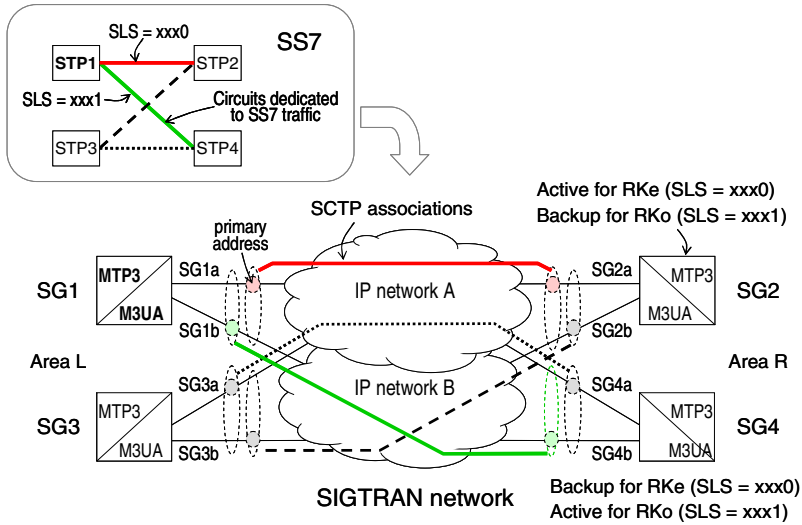 SLS = xxx0
SS7
STP1
STP2
SLS = xxx1
Circuits dedicated
to SS7 traffic
STP3
STP4
Active for RKe (SLS = xxx0)
Backup for RKo (SLS = xxx1)
SCTP associations
primary
address
SG1
MTP3
M3UA
SG1a
SG1b
IP network A
SG2a
SG2b
MTP3
M3UA
SG2
Area L
Area R
SG3
MTP3
M3UA
SG3a
SG3b
IP network B
SG4a
SG4b
MTP3
M3UA
SG4
SIGTRAN network
Backup for RKe (SLS = xxx0)
Active for RKo (SLS = xxx1)